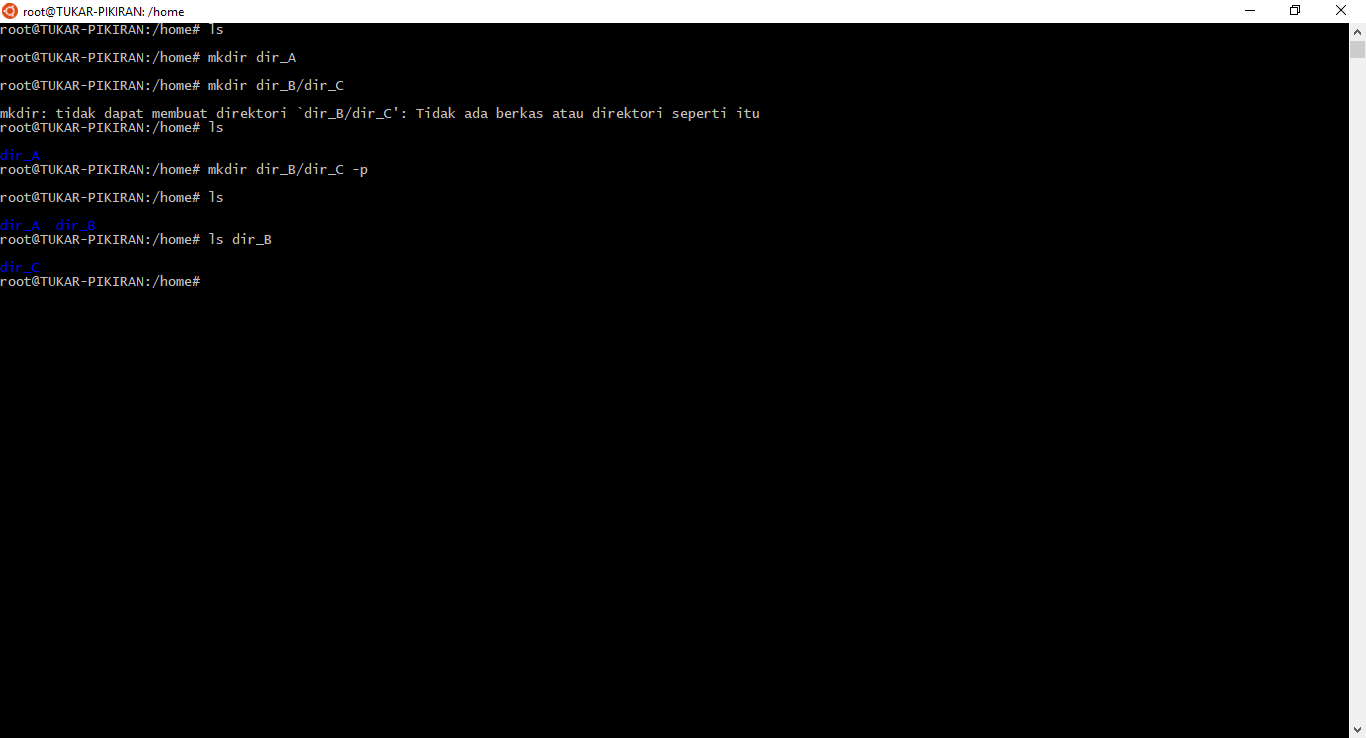 root@TUKAR-PIKIRAN: /home
root@TUKAR-PIKIRAN:/home# ls
root@TUKAR-PIKIRAN:/home# mkdir dir_A
root@TUKAR-PIKIRAN:/home# mkdir dir_B/dir_C
mkdir: tidak dapat membuat direktori `dir_B/dir_C': Tidak ada berkas atau direktori seperti itu
root@TUKAR-PIKIRAN:/home# ls
dir_A
root@TUKAR-PIKIRAN:/home# mkdir dir_B/dir_C -p
root@TUKAR-PIKIRAN:/home# ls
dir_A  dir_B
root@TUKAR-PIKIRAN:/home# ls dir_B
dir_C
root@TUKAR-PIKIRAN:/home#